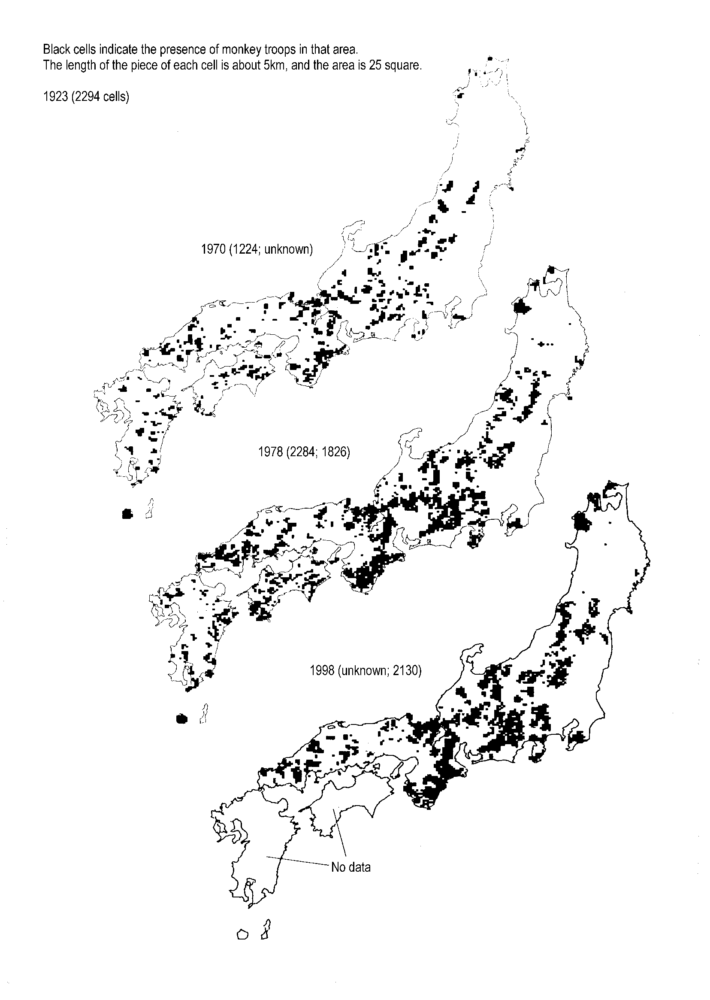 Black cells indicate the presence of monkey troops in that area.
The length of the piece of each cell is about 5km, and the area is 25 square.
1923 (2294 cells)
1970 (1224; unknown)
1978 (2284; 1826)
1998 (unknown; 2130)
No data